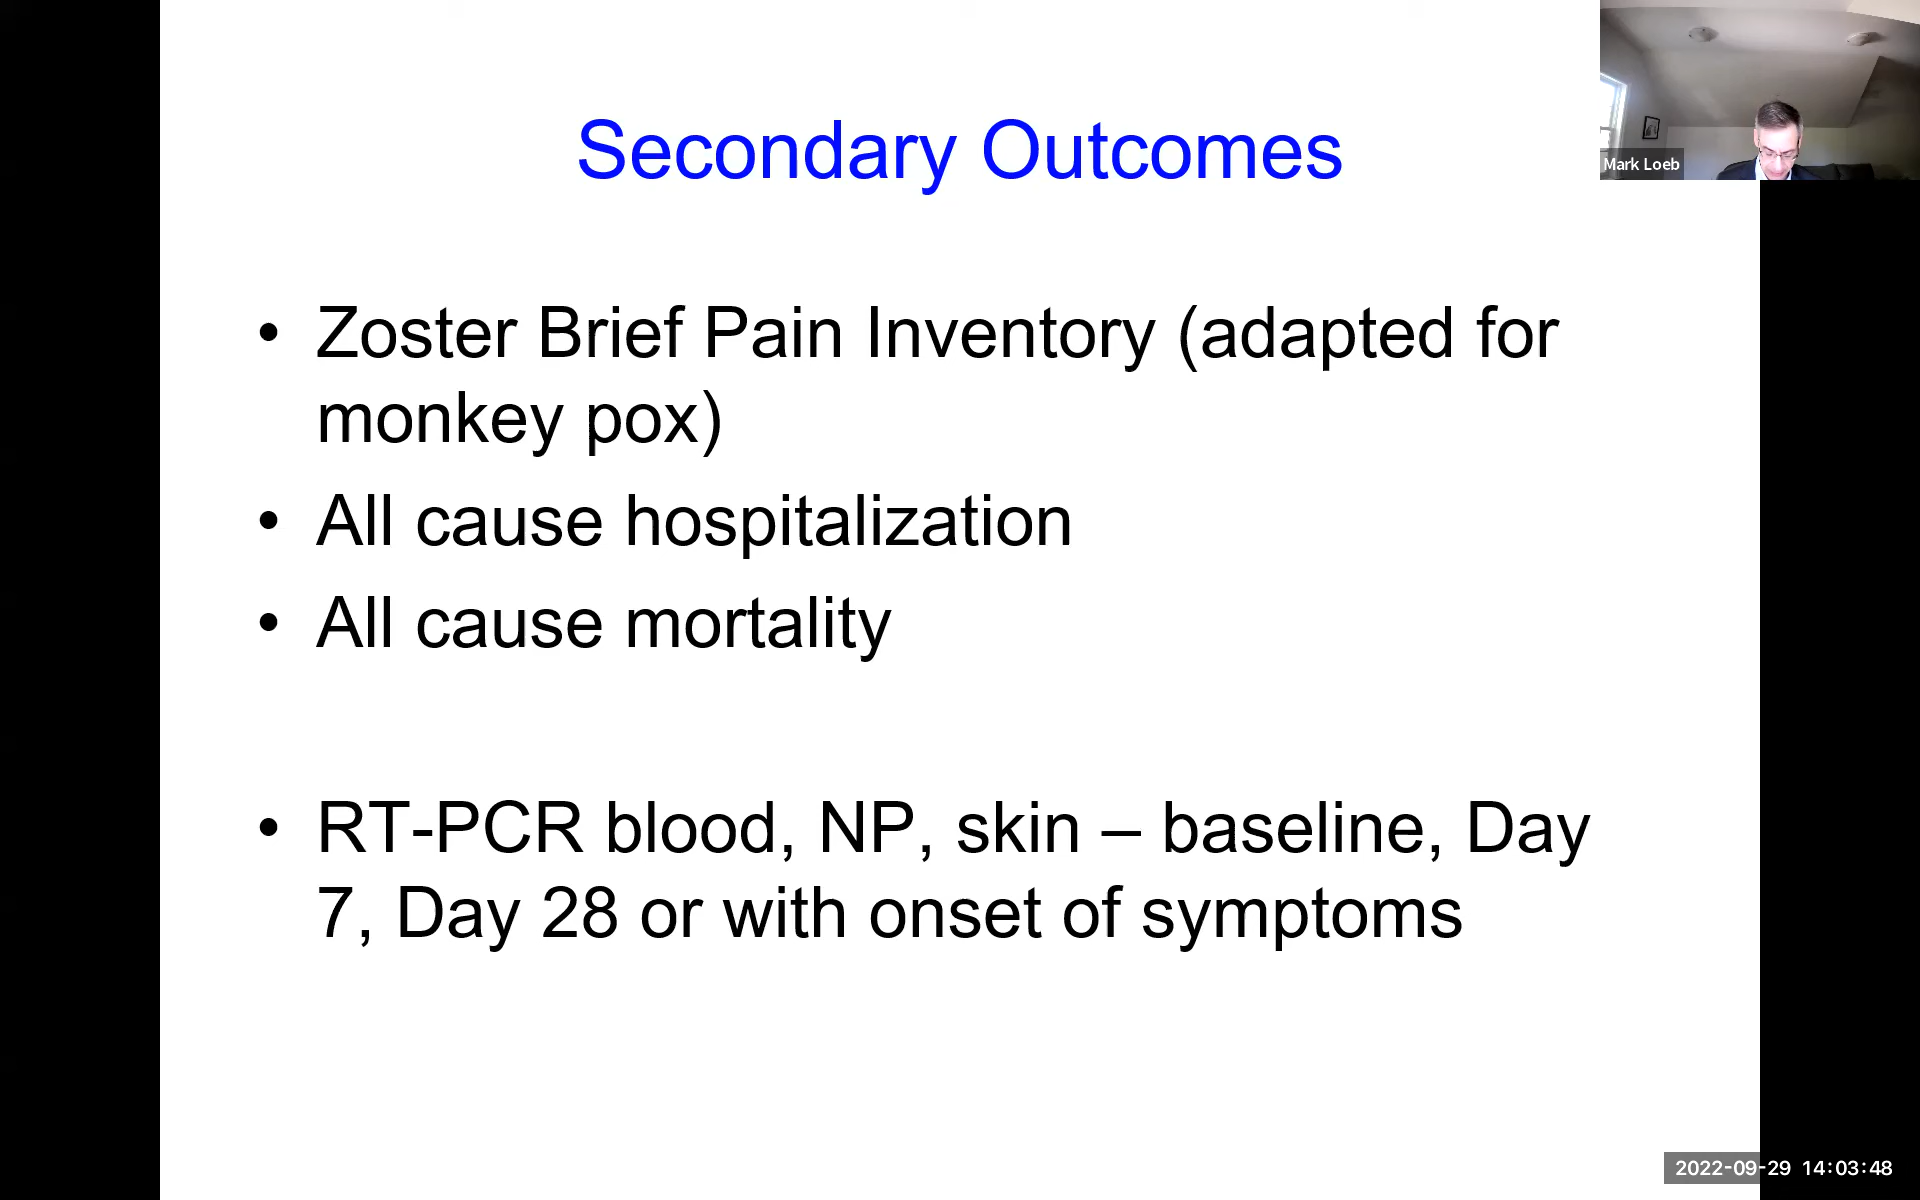 Secondary Outcomes
Mark Loeb
• Zoster Brief Pain Inventory (adapted for
monkey pox)
• All cause hospitalization
• All cause mortality
• RT-PCR blood, NP, skin – baseline, Day
7, Day 28 or with onset of symptoms
2022-09-29 14:03:48